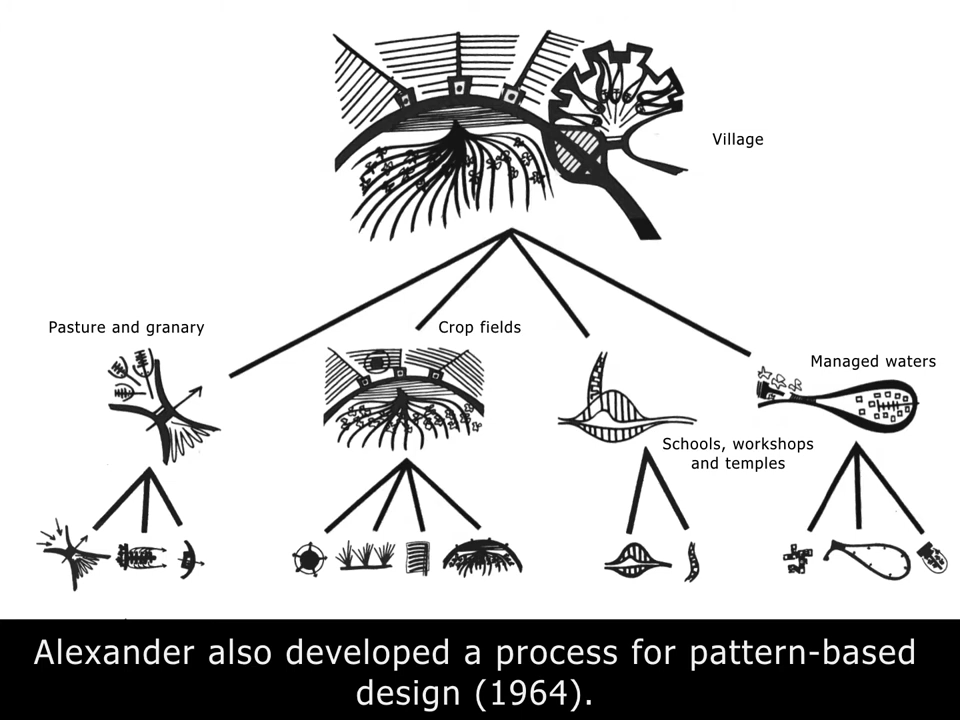 Village
Pasture and granary
Crop fields
Managed waters
Schools, workshops
and temples
Alexander also developed a process for pattern-based
design (1964).